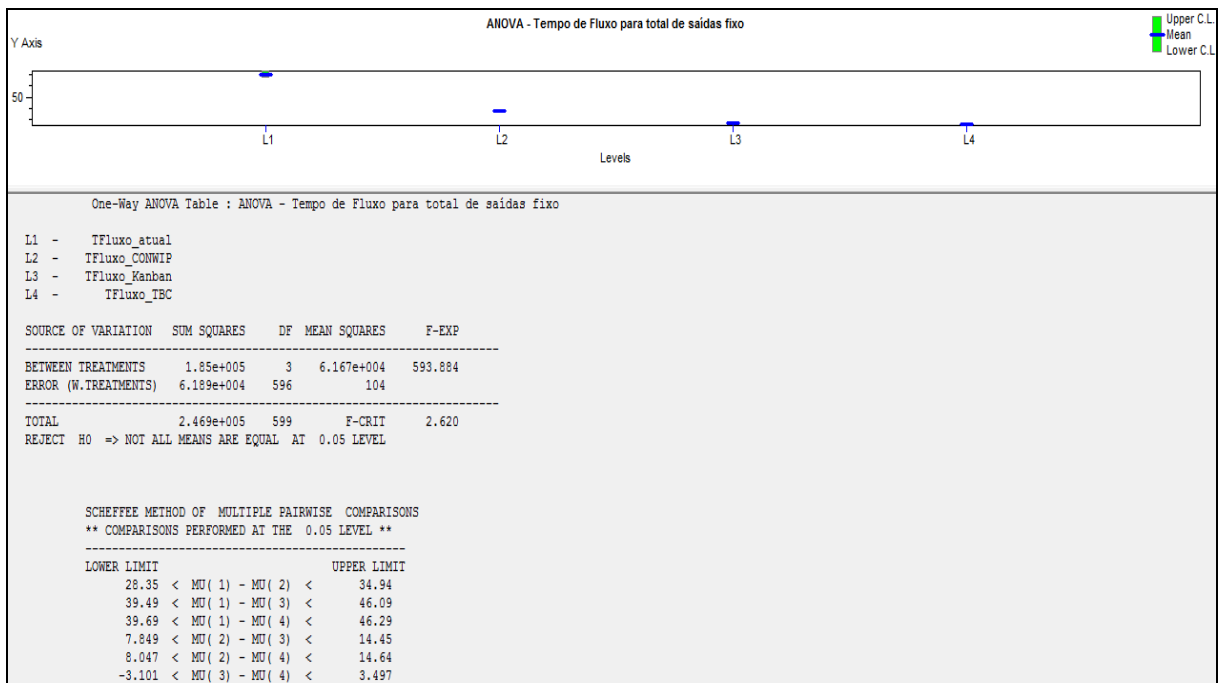 ANOVA - Tempo de Fluxo para total de saídas fixo
Upper C.L.
Mean
Lower C.L
Y Axis
50
L1 L2 L3 L4
Levels
One-Way ANOVA Table : ANOVA - Tempo de Fluxo para total de saídas fixo
L1 - TFluxo_atual
L2 - TFluxo_CONWIP
L3 - TFluxo_Kanban
L4 - TFluxo_TBC
SOURCE OF VARIATION SUM SQUARES DF MEAN SQUARES F-EXP
BETWEEN TREATMENTS 1.85e+005 3 6.167e+004 593.884
ERROR (W.TREATMENTS) 6.189e+004 596 104
TOTAL 2.469e+005 599 F-CRIT 2.620
REJECT H0 => NOT ALL MEANS ARE EQUAL AT 0.05 LEVEL
SCHEFFEE METHOD OF MULTIPLE PAIRWISE COMPARISONS
** COMPARISONS PERFORMED AT THE 0.05 LEVEL **
LOWER LIMIT UPPER LIMIT
28.35 < MU( 1) - MU( 2) < 34.94
39.49 < MU( 1) - MU( 3) < 46.09
39.69 < MU( 1) - MU( 4) < 46.29
7.849 < MU( 2) - MU( 3) < 14.45
8.047 < MU( 2) - MU( 4) < 14.64
-3.101 < MU( 3) - MU( 4) < 3.497